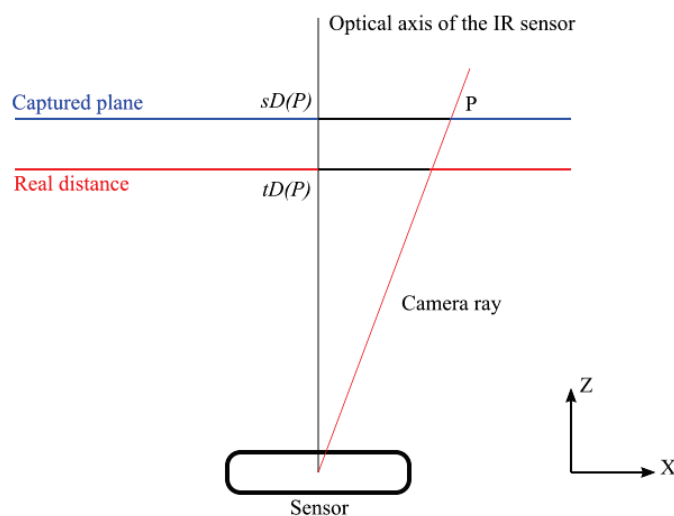 Optical axis of the IR sensor
Captured plane
sD(P)
P
Real distance
tD(P)
Camera ray
Z
X
Sensor